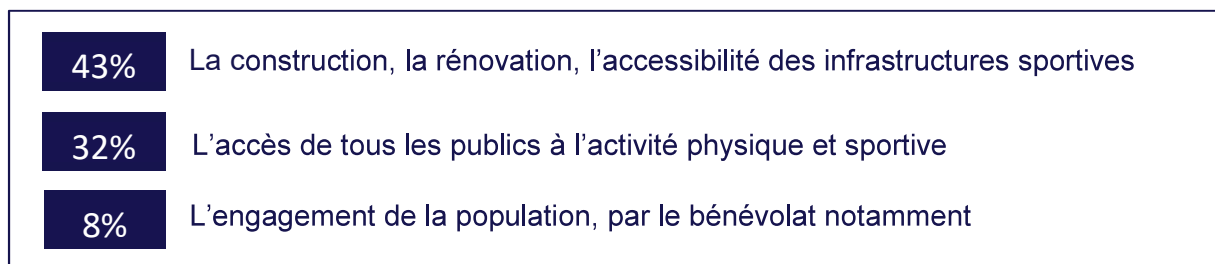 43% La construction, la rénovation, l’accessibilité des infrastructures sportives
32% L’accès de tous les publics à l’activité physique et sportive
8% L’engagement de la population, par le bénévolat notamment